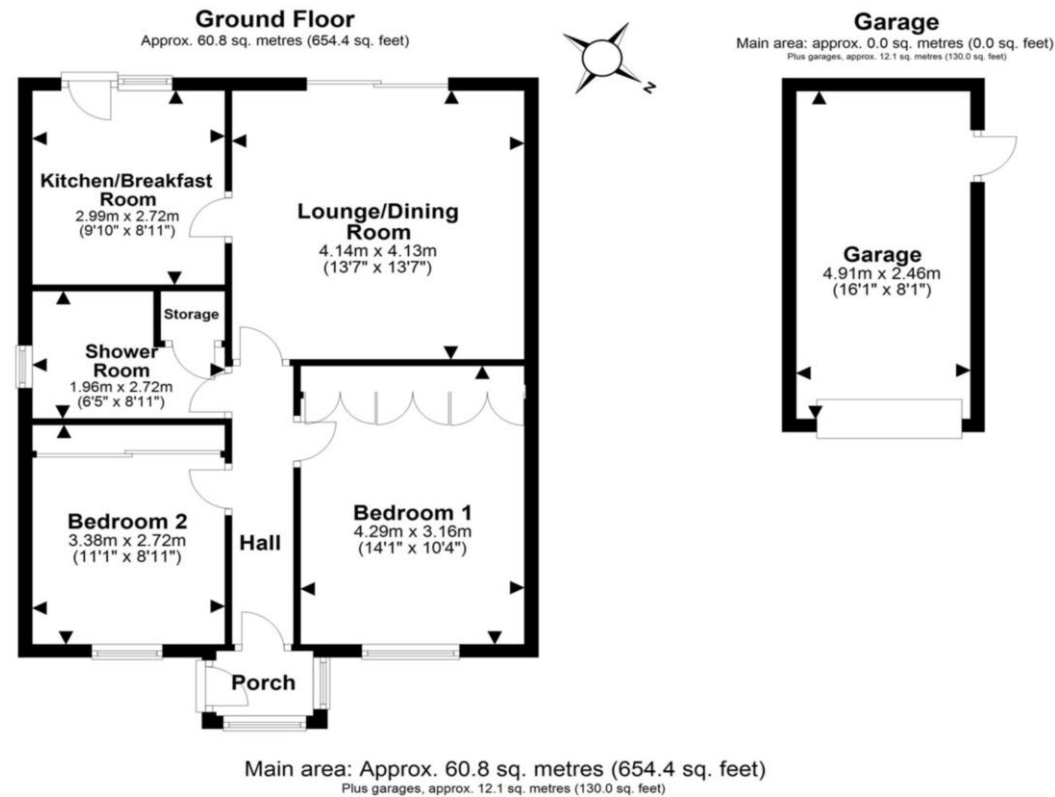 Ground Floor
Approx. 60.8 sq. metres (654.4 sq. feet)
Garage
Main area: approx. 0.0 sq. metres (0.0 sq. feet)
Plus garages, approx. 12.1 sq. metres (130.0 sq. feet)
N
Kitchen/Breakfast
Room
2.99m x 2.72m
(9'10" x 8'11")
Lounge/Dining
Room
4.14m x 4.13m
(13'7" x 13'7")
Garage
4.91m x 2.46m
(16'1" x 8'1")
Storage
Shower
Room
1.96m x 2.72m
(6'5" x 8'11")
Bedroom 2
3.38m x 2.72m
(11'1" x 8'11")
Hall
Bedroom 1
4.29m x 3.16m
(14'1" x 10'4")
Porch
Main area: Approx. 60.8 sq. metres (654.4 sq. feet)
Plus garages, approx. 12.1 sq. metres (130.0 sq. feet)